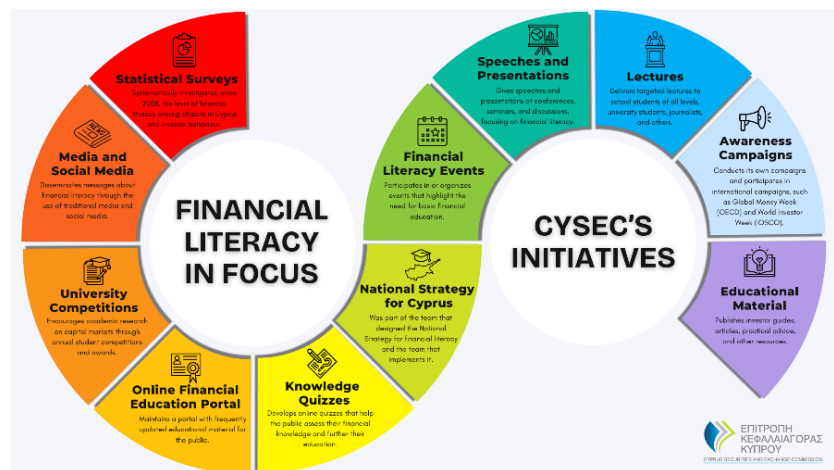 Statistical Surveys
Systematically investigates, since
2008, the level of financial
literacy among citizens in Cyprus
and investor behaviour.
Media and
Social Media
Disseminates messages about
financial literacy through the
use of traditional media and
social media.
University
Competitions
Encourages academic research
on capital markets through
annual student competitions
and awards.
Online Financial
Education Portal
Maintains a portal with frequently
updated educational material for
the public.
Knowledge
Quizzes
Develops online quizzes that help
the public assess their financial
knowledge and further their
education.
National Strategy
for Cyprus
Was part of the team that
designed the National
Strategy for financial literacy
and the team that
implements it.
Financial
Literacy Events
Participates in or organizes
events that highlight the
need for basic financial
education.
Speeches and
Presentations
Gives speeches and
presentations at conferences,
seminars, and discussions,
focusing on financial literacy.
Lectures
Delivers targeted lectures to
school students of all levels,
university students, journalists,
and others.
Awareness
Campaigns
Conducts its own campaigns
and participates in
international campaigns, such
as Global Money Week
(OECD) and World Investor
Week (IOSCO).
Educational
Material
Publishes investor guides,
articles, practical advice,
and other resources.
FINANCIAL
LITERACY
IN FOCUS
CYSEC'S
INITIATIVES
NEWS
ΕΠΙΤΡΟΠΗ
ΚΕΦΑΛΑΙΑΓΟΡΑΣ
ΚΥΠΡΟΥ
CYPRUS SECURITIES AND EXCHANGE COMMISSION